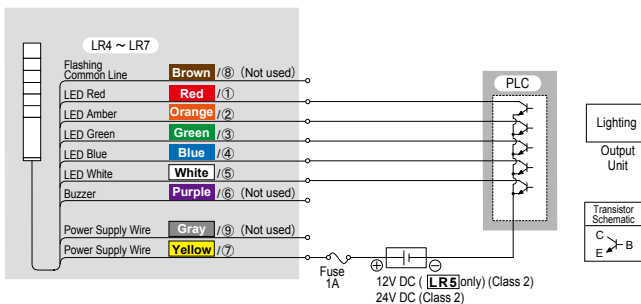 LR4 ~ LR7
Flashing
Common Line
Brown /⑧ (Not used)
LED Red Red /①
LED Amber Orange /②
LED Green Green /③
LED Blue Blue /④
LED White White /⑤
Buzzer Purple /⑥ (Not used)
Power Supply Wire Gray /⑨ (Not used)
Power Supply Wire Yellow /⑦
Fuse
1A
⊕ ⊖
12V DC ( LR5 only) (Class 2)
24V DC (Class 2)
PLC
Lighting
Output
Unit
Transistor
Schematic
C
B
E